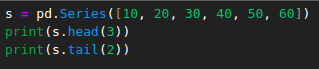 s = pd.Series([10, 20, 30, 40, 50, 60])
print(s.head(3))
print(s.tail(2))